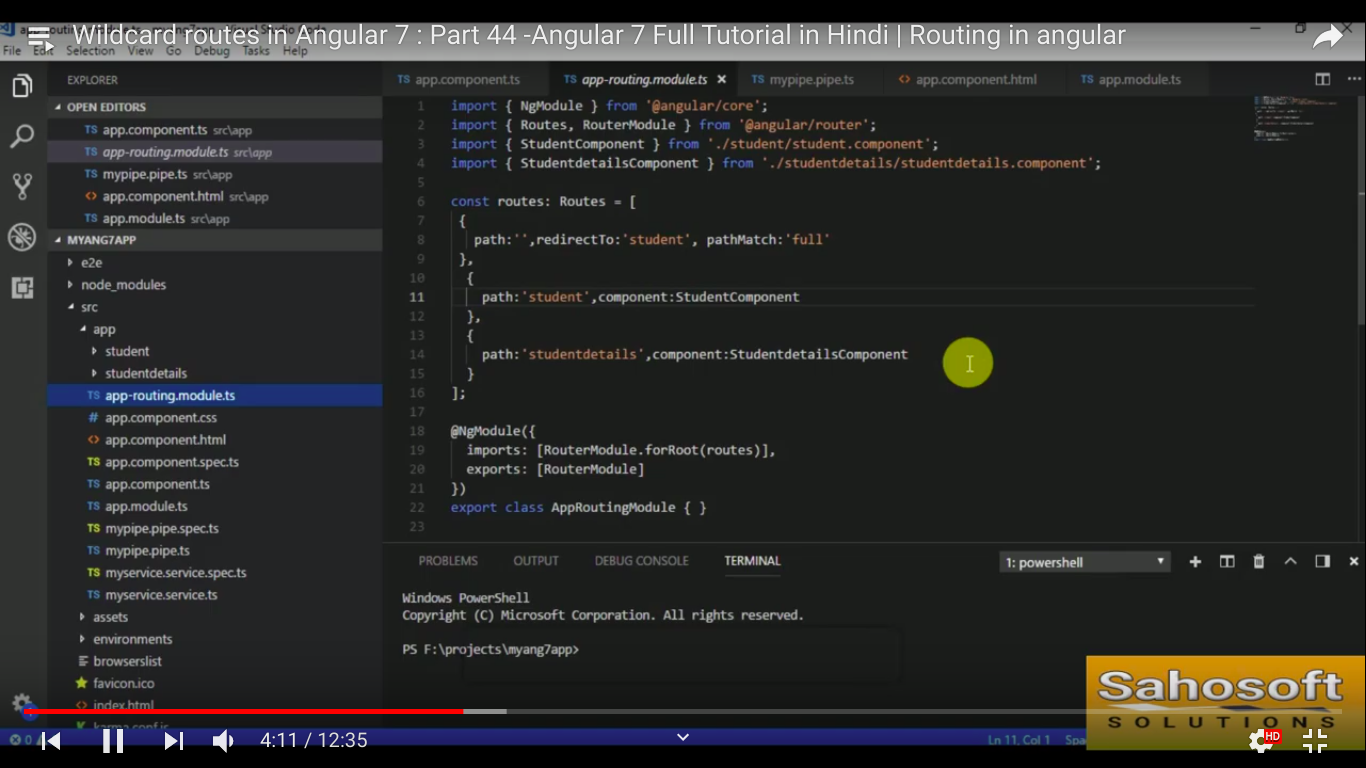 Wildcard routes in Angular 7 : Part 44 -Angular 7 Full Tutorial in Hindi | Routing in angular
File Edit Selection View Go Debug Tasks Help
EXPLORER
OPEN EDITORS
TS app.component.ts src\app
TS app-routing.module.ts src\app
TS mypipe.pipe.ts src\app
<> app.component.html src\app
TS app.module.ts src\app
MYANG7APP
e2e
node_modules
src
app
student
studentdetails
TS app-routing.module.ts
# app.component.css
<> app.component.html
TS app.component.spec.ts
TS app.component.ts
TS app.module.ts
TS mypipe.pipe.spec.ts
TS mypipe.pipe.ts
TS myservice.service.spec.ts
TS myservice.service.ts
assets
environments
browserslist
favicon.ico
<> index.html
karma.conf.js
TS app.component.ts TS app-routing.module.ts TS mypipe.pipe.ts <> app.component.html TS app.module.ts
1 import { NgModule } from '@angular/core';
2 import { Routes, RouterModule } from '@angular/router';
3 import { StudentComponent } from './student/student.component';
4 import { StudentdetailsComponent } from './studentdetails/studentdetails.component';
5
6 const routes: Routes = [
7 {
8 path:'',redirectTo:'student', pathMatch:'full'
9 },
10 {
11 path:'student',component:StudentComponent
12 },
13 {
14 path:'studentdetails',component:StudentdetailsComponent
15 }
16 ];
17
18 @NgModule({
19 imports: [RouterModule.forRoot(routes)],
20 exports: [RouterModule]
21 })
22 export class AppRoutingModule { }
23
PROBLEMS OUTPUT DEBUG CONSOLE TERMINAL 1: powershell
Windows PowerShell
Copyright (C) Microsoft Corporation. All rights reserved.
PS F:\projects\myang7app>
Sahosoft
SOLUTIONS
4:11 / 12:35
Ln 11, Col 1
HD